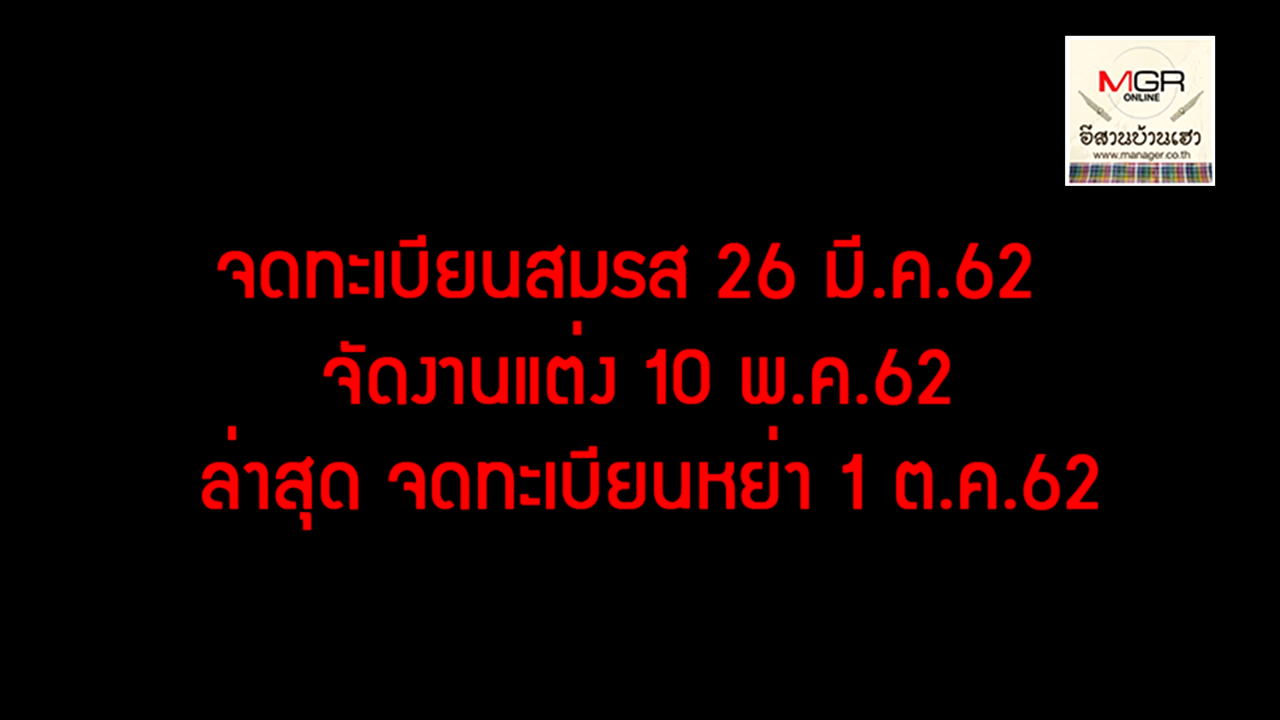 MGR
ONLINE
อีสานบ้านเฮา
www.manager.co.th
จดทะเบียนสมรส 26 มี.ค.62
จัดงานแต่ง 10 พ.ค.62
ล่าสุด จดทะเบียนหย่า 1 ต.ค.62